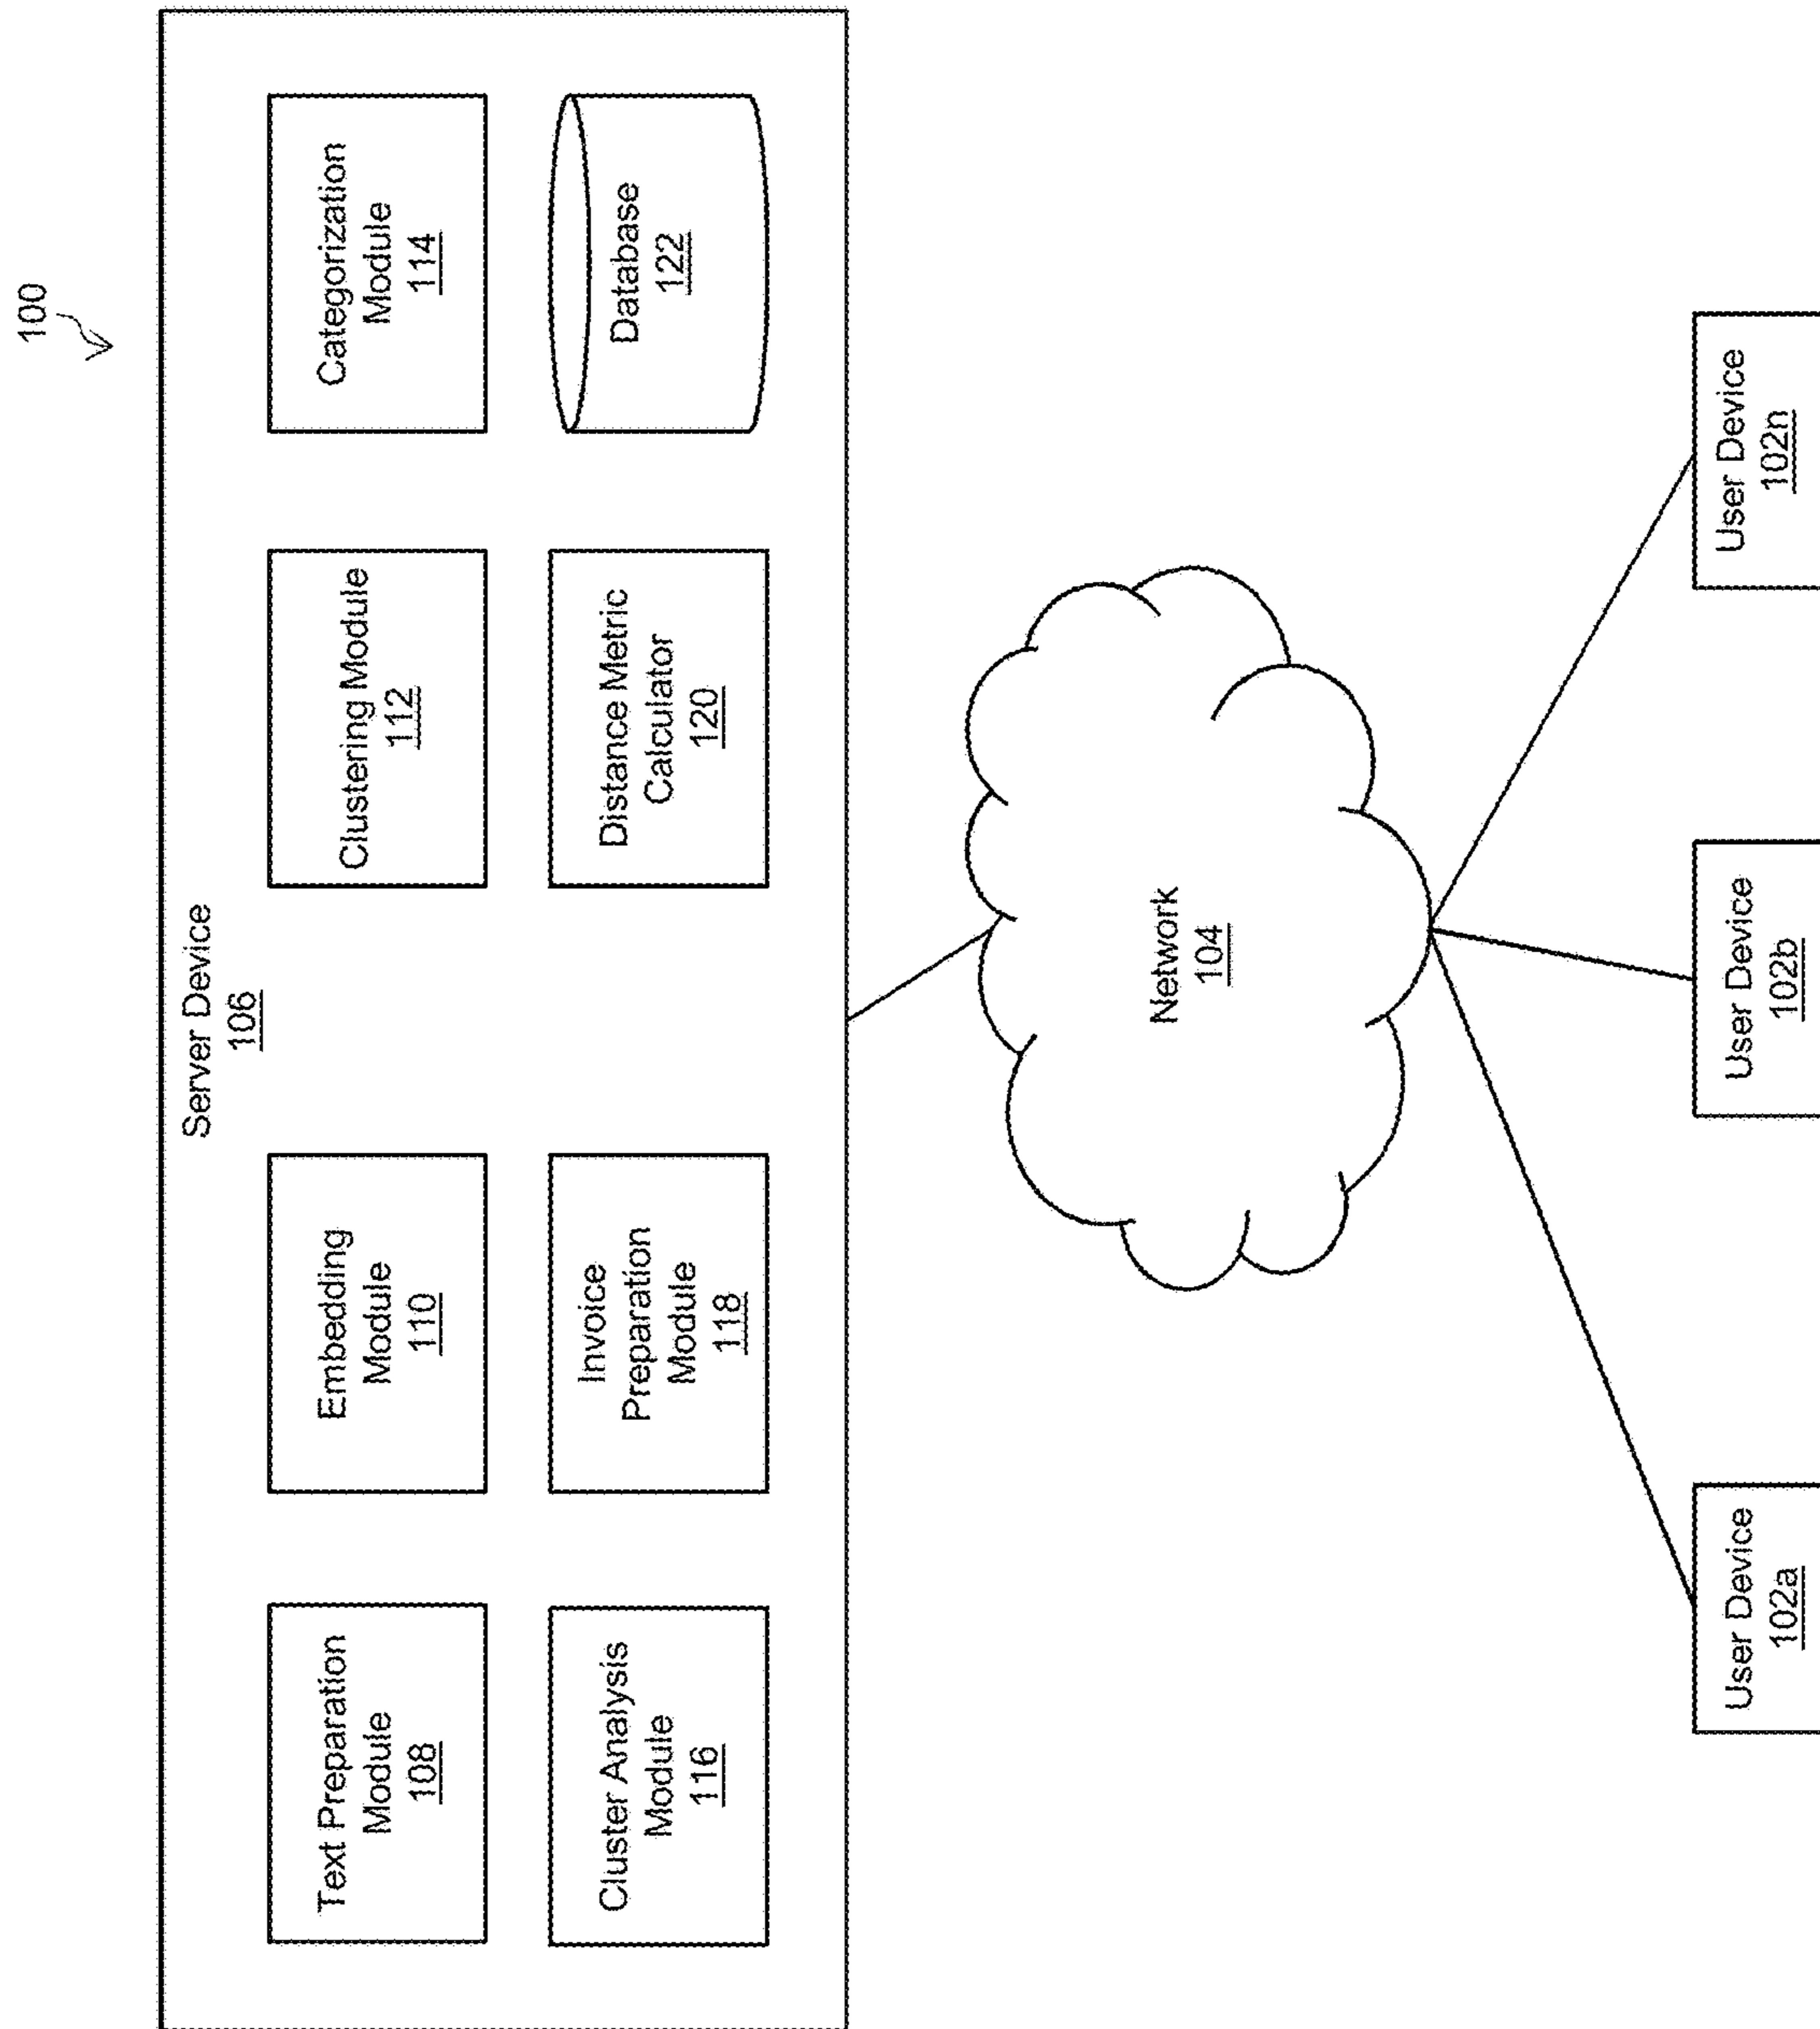 100
Server Device
106
Text Preparation
Module
108
Embedding
Module
110
Clustering Module
112
Categorization
Module
114
Cluster Analysis
Module
116
Invoice
Preparation
Module
118
Distance Metric
Calculator
120
Database
122
Network
104
User Device
102a
User Device
102b
User Device
102n